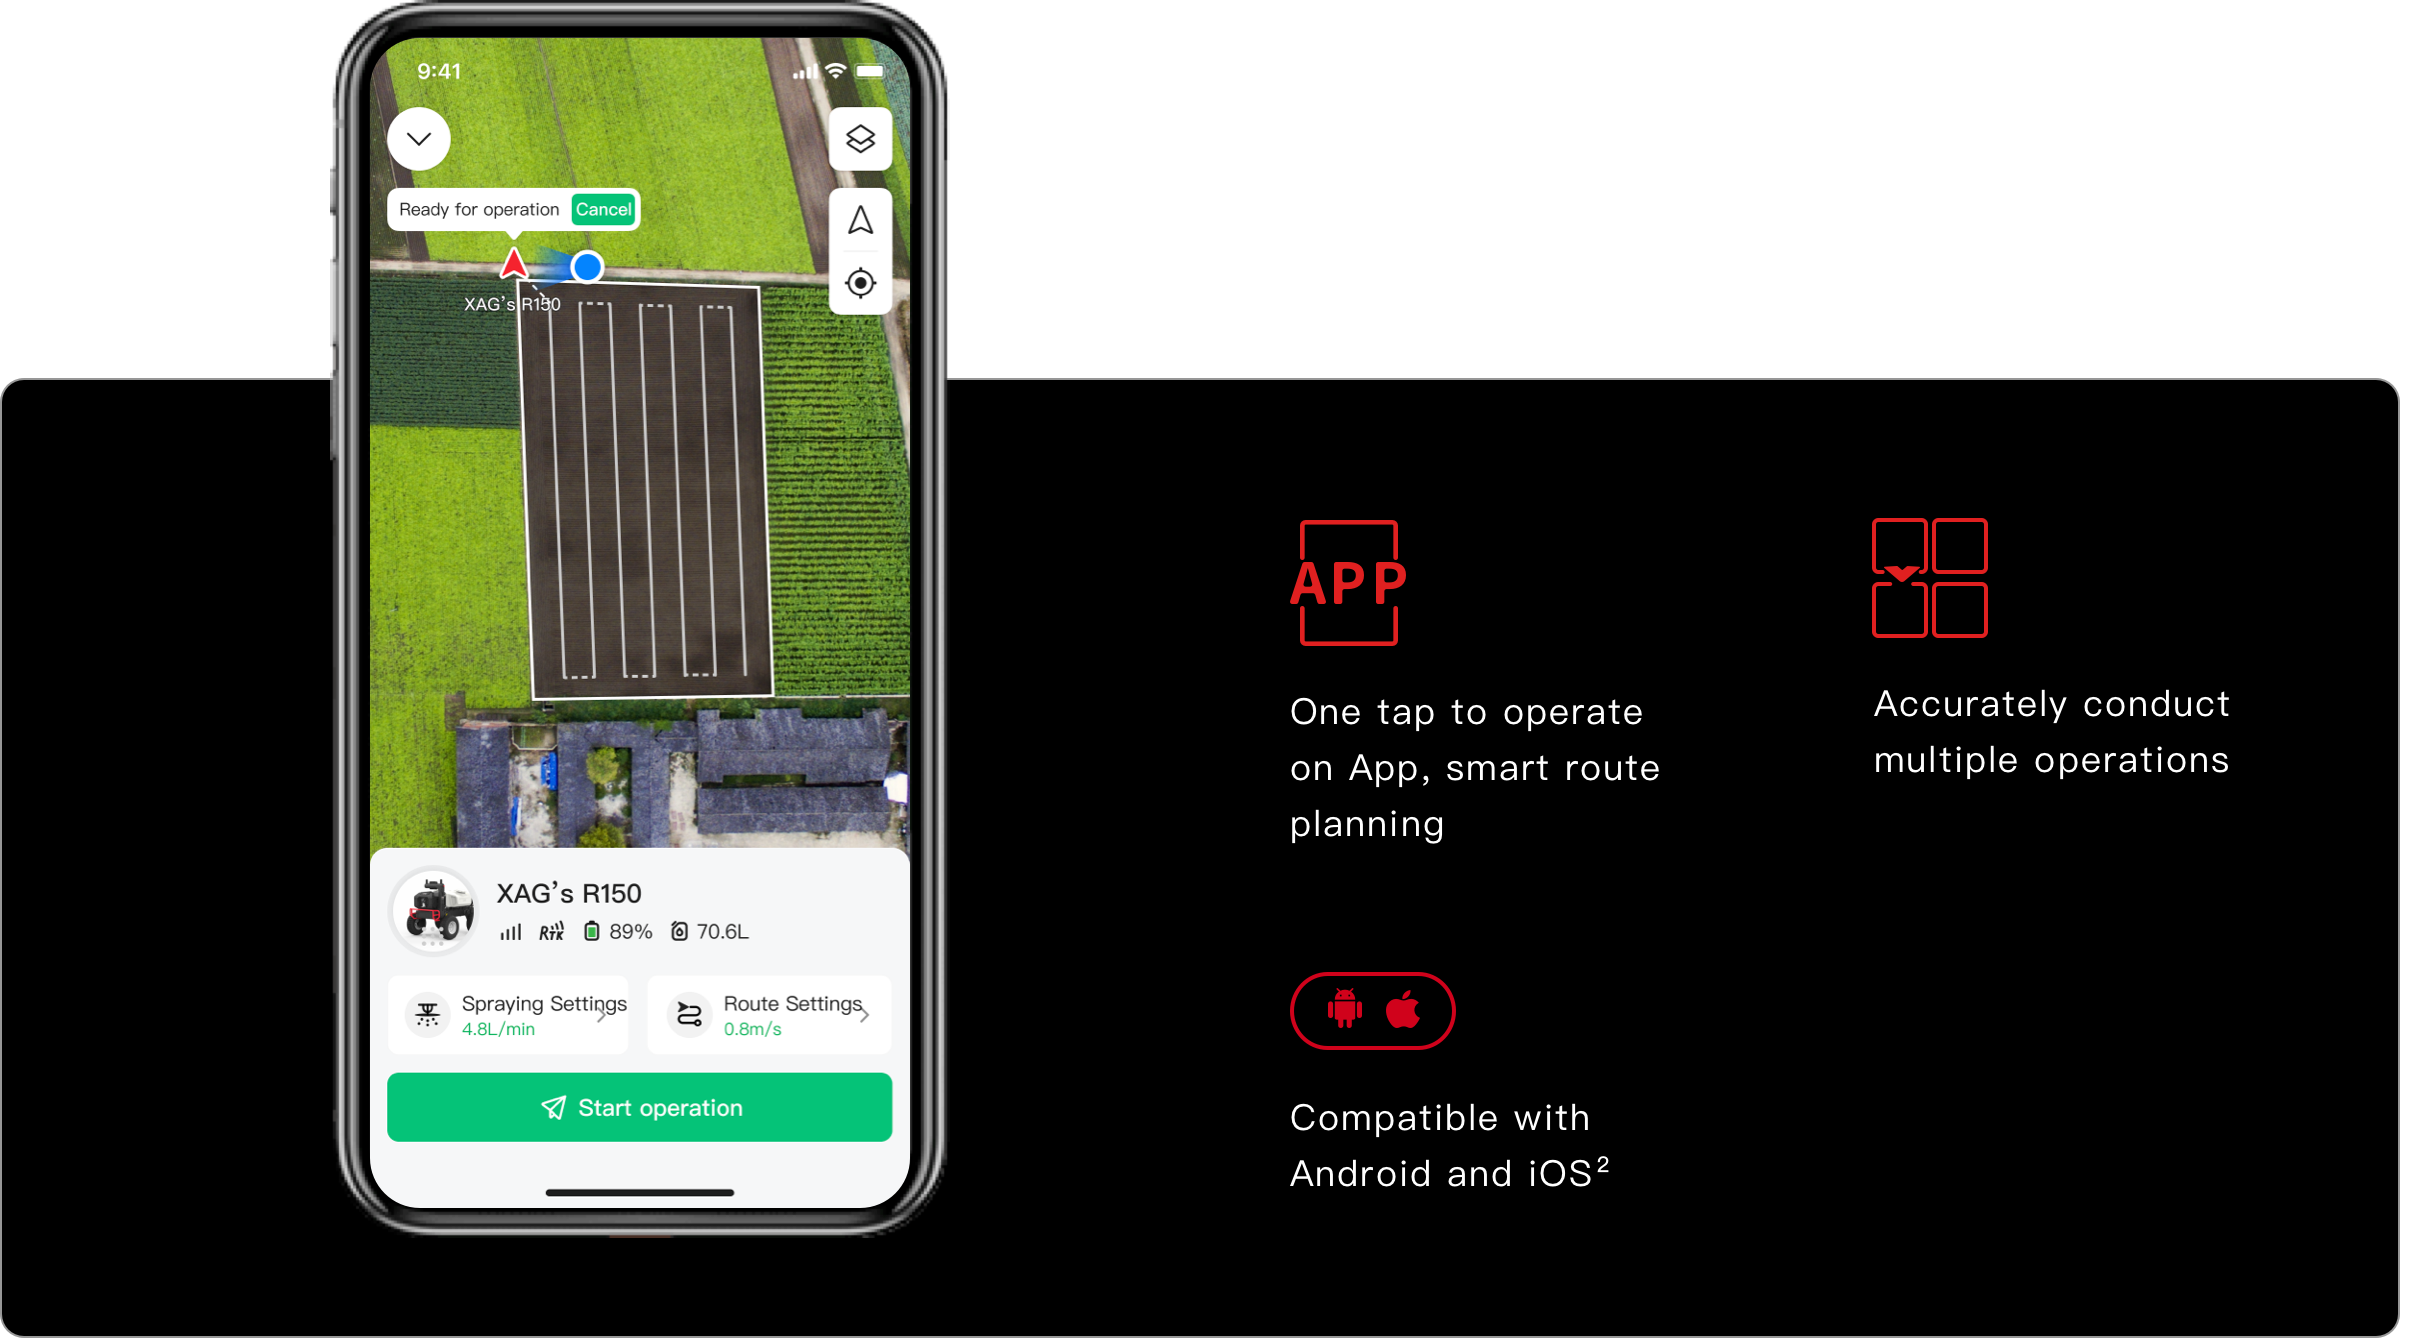 9:41
Ready for operation Cancel
XAG's R150
XAG's R150
RTK 89% 70.6L
Spraying Settings
4.8L/min
Route Settings
0.8m/s
Start operation
APP
One tap to operate
on App, smart route
planning
Accurately conduct
multiple operations
Compatible with
Android and iOS²